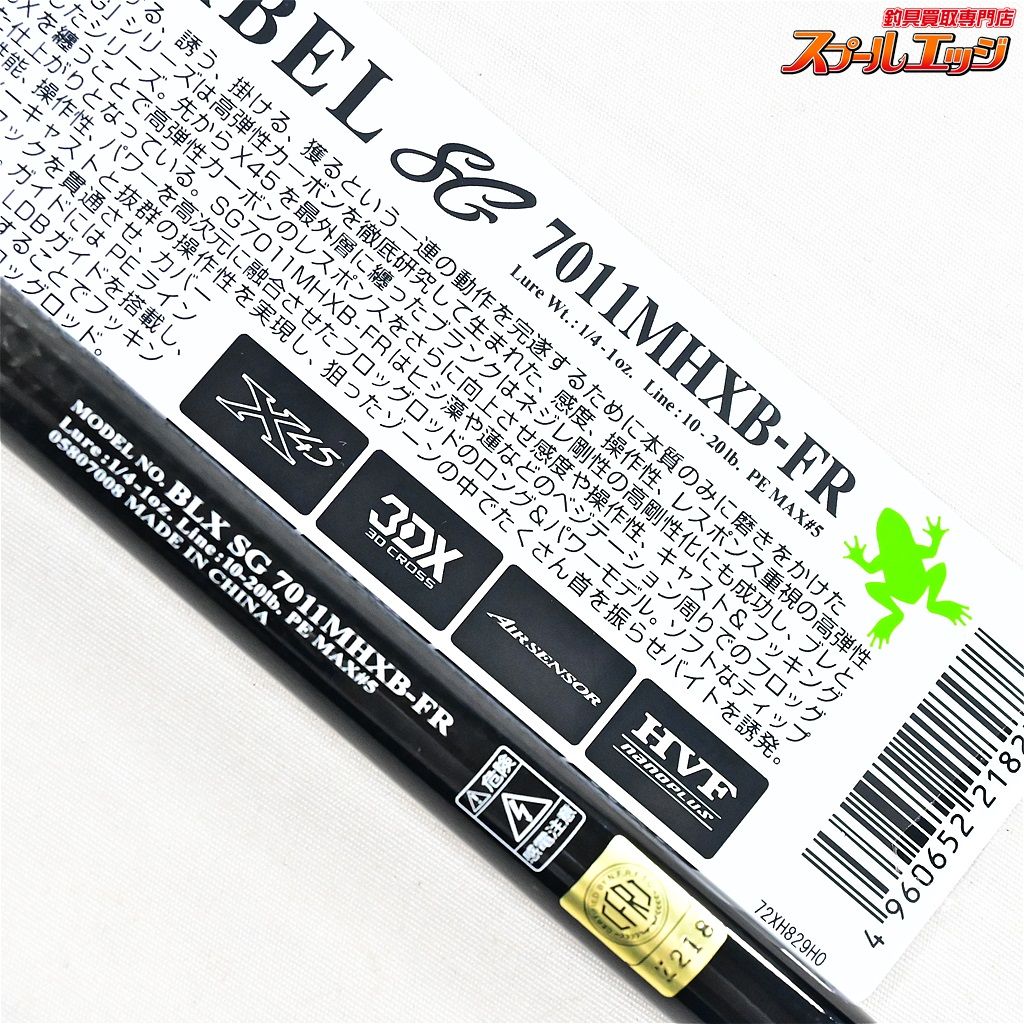 釣具買取専門店
スプールエッジ
BEL SG 7011MHXB-FR
Lure Wt.: 1/4-1oz. Line: 10-20lb. PE MAX#5
誘う、掛ける、獲るという一連の動作を完遂するために本質のみに磨きをかけた
シリーズは高弾性カーボンを徹底研究して生まれた、感度、操作性、レスポンス重視の高弾性
したシリーズ。先からX45を最外層に纏ったブランクはネジレ剛性の高剛性化にも成功し、ブレと
Xを纏うことで高弾性カーボンのレスポンスをさらに向上させ感度や操作性、キャスト&フッキング
仕上がりとなっている。SG7011MHXB-FRはヒシ藻や蓮などのベジテーション周りでのフロッグ
性能、操作性、パワーを高次元に融合させたフロッグロッドのロング&パワーモデル。ソフトなティップ
キャストと抜群の操作性を実現し、狙ったゾーンの中でたくさん首を振らせバイトを誘発。
を貫通させ、カバー
ガイドにはPEライン
LDBガイドを搭載し、
することでフッキン
ッグロッド。
X45
3DX
3D CROSS
AIRSENSOR
HVF
nanoplus
4 960652 2182
72XH829H0
MODEL NO. BLX SG 7011MHXB-FR
Lure: 1/4-1oz. Line: 10-20lb. PE MAX#5
05807008 MADE IN CHINA
危険
感電注意
CFRJ
218